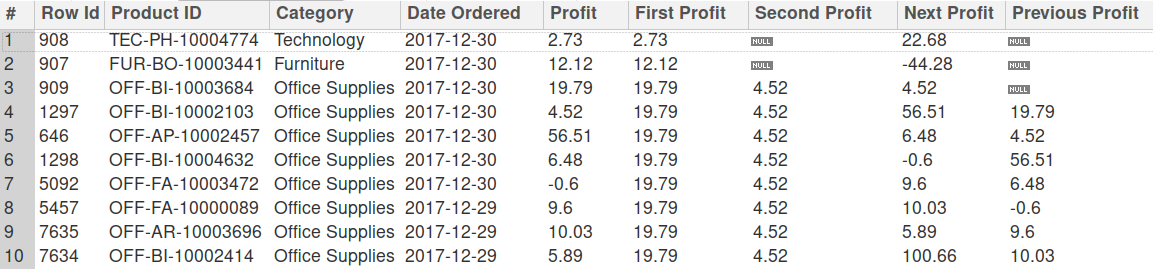 # Row Id Product ID Category Date Ordered Profit First Profit Second Profit Next Profit Previous Profit
1 908 TEC-PH-10004774 Technology 2017-12-30 2.73 2.73 NULL 22.68 NULL
2 907 FUR-BO-10003441 Furniture 2017-12-30 12.12 12.12 NULL -44.28 NULL
3 909 OFF-BI-10003684 Office Supplies 2017-12-30 19.79 19.79 4.52 4.52 NULL
4 1297 OFF-BI-10002103 Office Supplies 2017-12-30 4.52 19.79 4.52 56.51 19.79
5 646 OFF-AP-10002457 Office Supplies 2017-12-30 56.51 19.79 4.52 6.48 4.52
6 1298 OFF-BI-10004632 Office Supplies 2017-12-30 6.48 19.79 4.52 -0.6 56.51
7 5092 OFF-FA-10003472 Office Supplies 2017-12-30 -0.6 19.79 4.52 9.6 6.48
8 5457 OFF-FA-10000089 Office Supplies 2017-12-29 9.6 19.79 4.52 10.03 -0.6
9 7635 OFF-AR-10003696 Office Supplies 2017-12-29 10.03 19.79 4.52 5.89 9.6
10 7634 OFF-BI-10002414 Office Supplies 2017-12-29 5.89 19.79 4.52 100.66 10.03